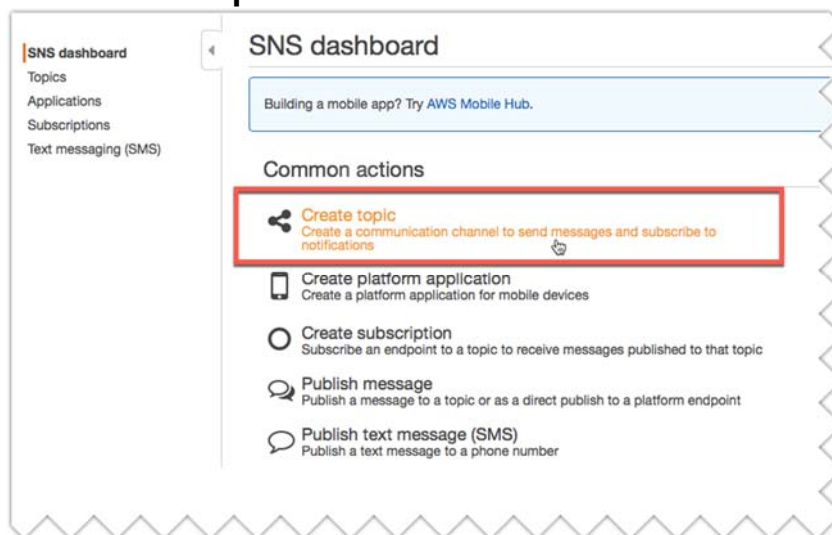 SNS dashboard
Topics
Applications
Subscriptions
Text messaging (SMS)
SNS dashboard
Building a mobile app? Try AWS Mobile Hub.
Common actions
Create topic
Create a communication channel to send messages and subscribe to
notifications
Create platform application
Create a platform application for mobile devices
Create subscription
Subscribe an endpoint to a topic to receive messages published to that topic
Publish message
Publish a message to a topic or as a direct publish to a platform endpoint
Publish text message (SMS)
Publish a text message to a phone number